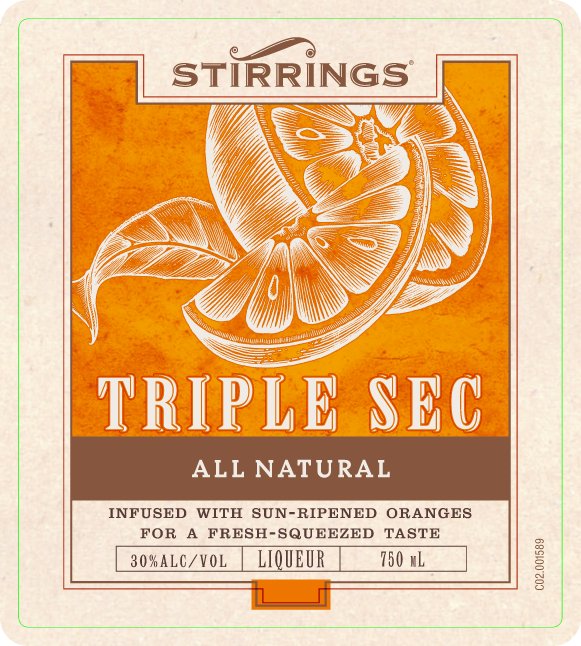 STIRRINGS®
TRIPLE SEC
ALL NATURAL
INFUSED WITH SUN-RIPENED ORANGES
FOR A FRESH-SQUEEZED TASTE
30%ALC/VOL LIQUEUR 750 mL
C02.001589